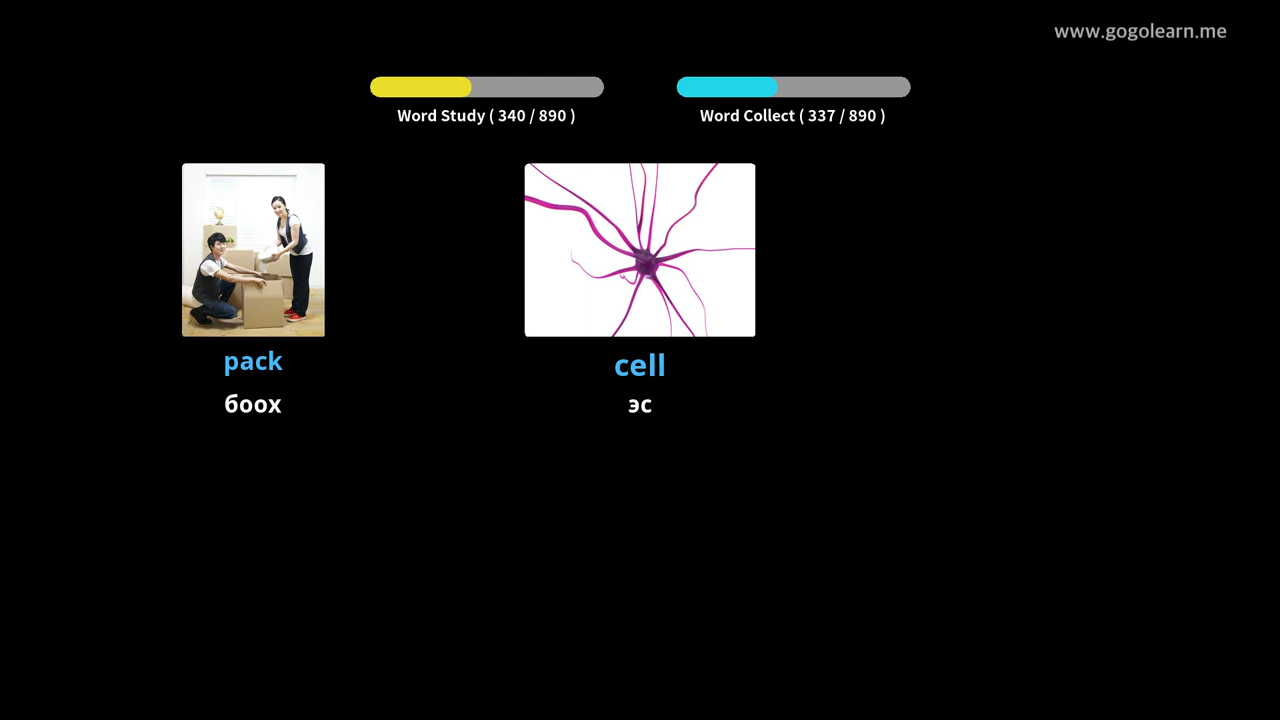 www.gogolearn.me
Word Study ( 340 / 890 )
Word Collect ( 337 / 890 )
pack
боох
cell
эс